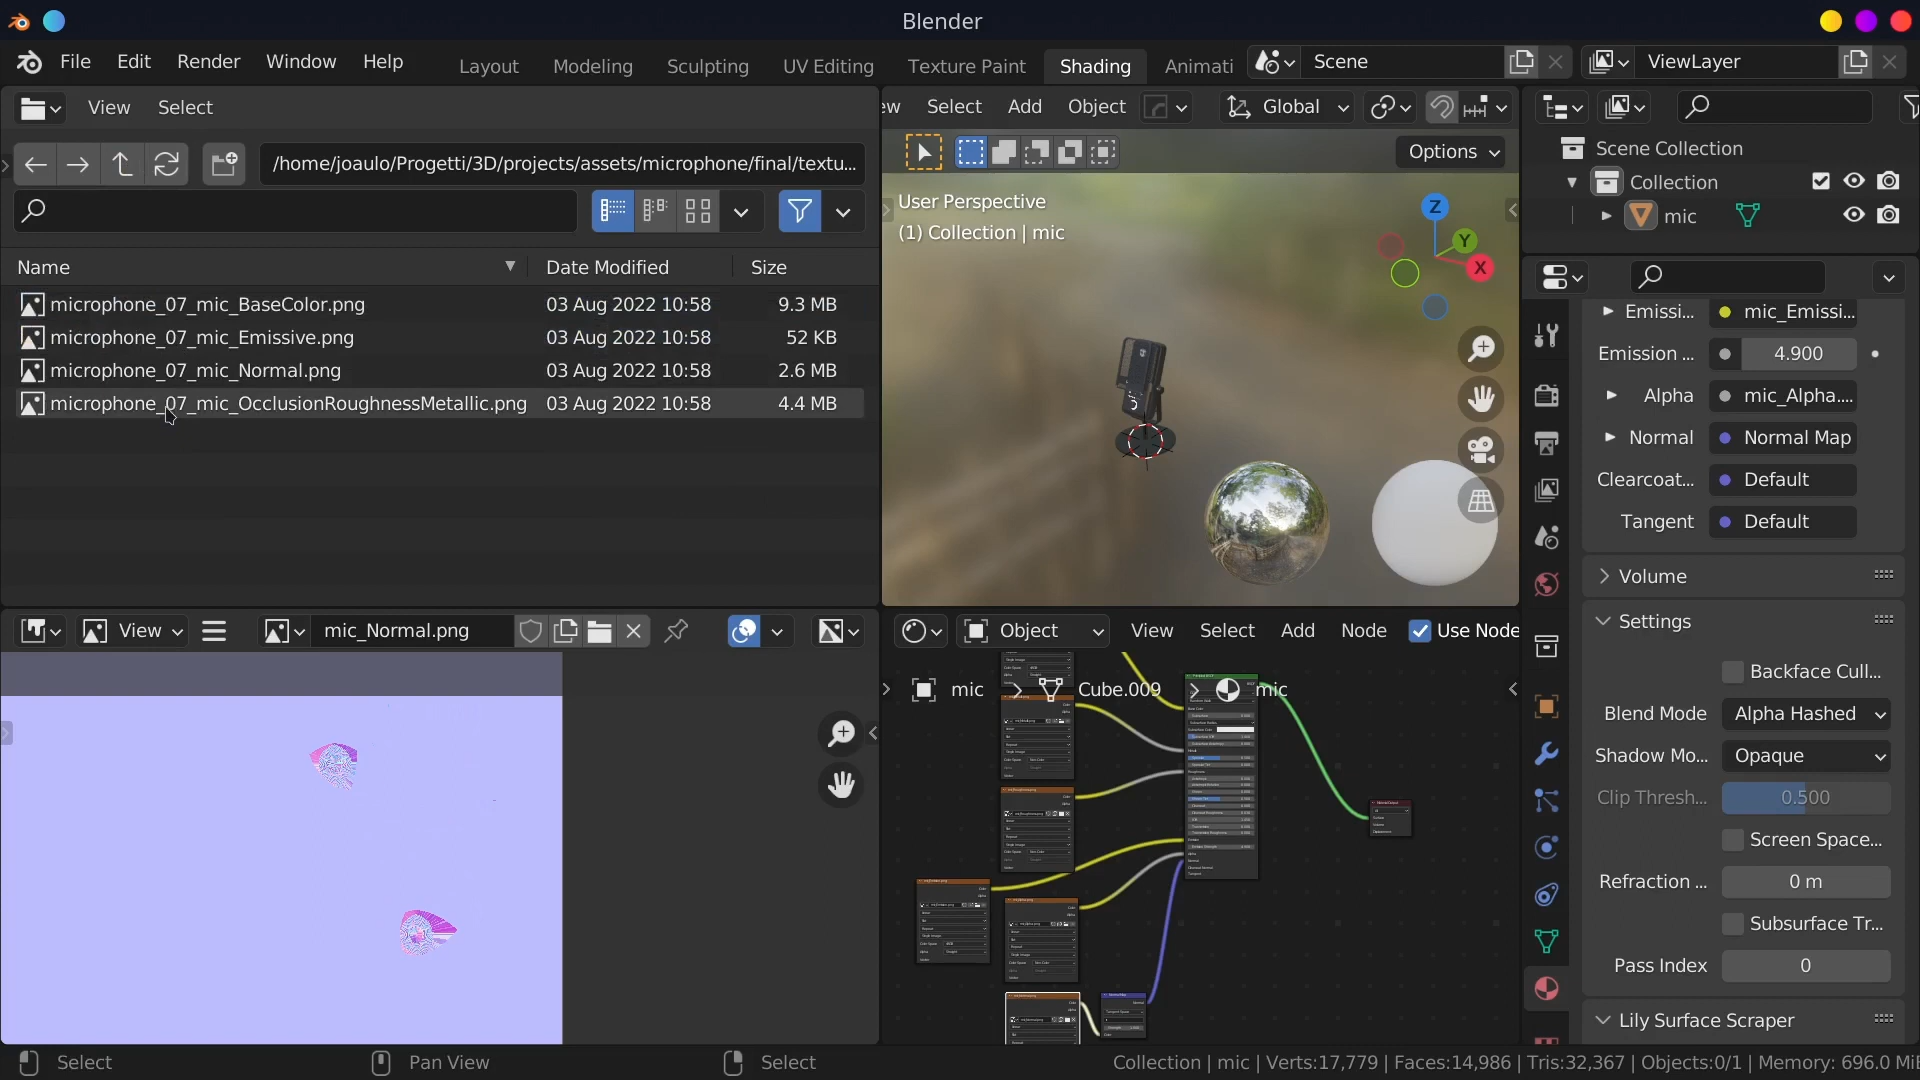 Blender
File Edit Render Window Help
Layout Modeling Sculpting UV Editing Texture Paint Shading Animati
Scene
ViewLayer
View Select
/home/joaulo/Progetti/3D/projects/assets/microphone/final/textu...
Name Date Modified Size
microphone_07_mic_BaseColor.png 03 Aug 2022 10:58 9.3 MB
microphone_07_mic_Emissive.png 03 Aug 2022 10:58 52 KB
microphone_07_mic_Normal.png 03 Aug 2022 10:58 2.6 MB
microphone_07_mic_OcclusionRoughnessMetallic.png 03 Aug 2022 10:58 4.4 MB
ew Select Add Object Global
Options
User Perspective
(1) Collection | mic
Z
Y
X
Scene Collection
Collection
mic
Emissi... mic_Emissi...
Emission ... 4.900
Alpha mic_Alpha....
Normal Normal Map
Clearcoat... Default
Tangent Default
Volume
Settings
Backface Cull...
Blend Mode Alpha Hashed
Shadow Mo... Opaque
Clip Thresh... 0.500
Screen Space...
Refraction ... 0 m
Subsurface Tr...
Pass Index 0
Lily Surface Scraper
View mic_Normal.png
Object View Select Add Node Use Node
mic Cube.009 mic
Select Pan View Select
Collection | mic | Verts:17,779 | Faces:14,986 | Tris:32,367 | Objects:0/1 | Memory: 696.0 MiB